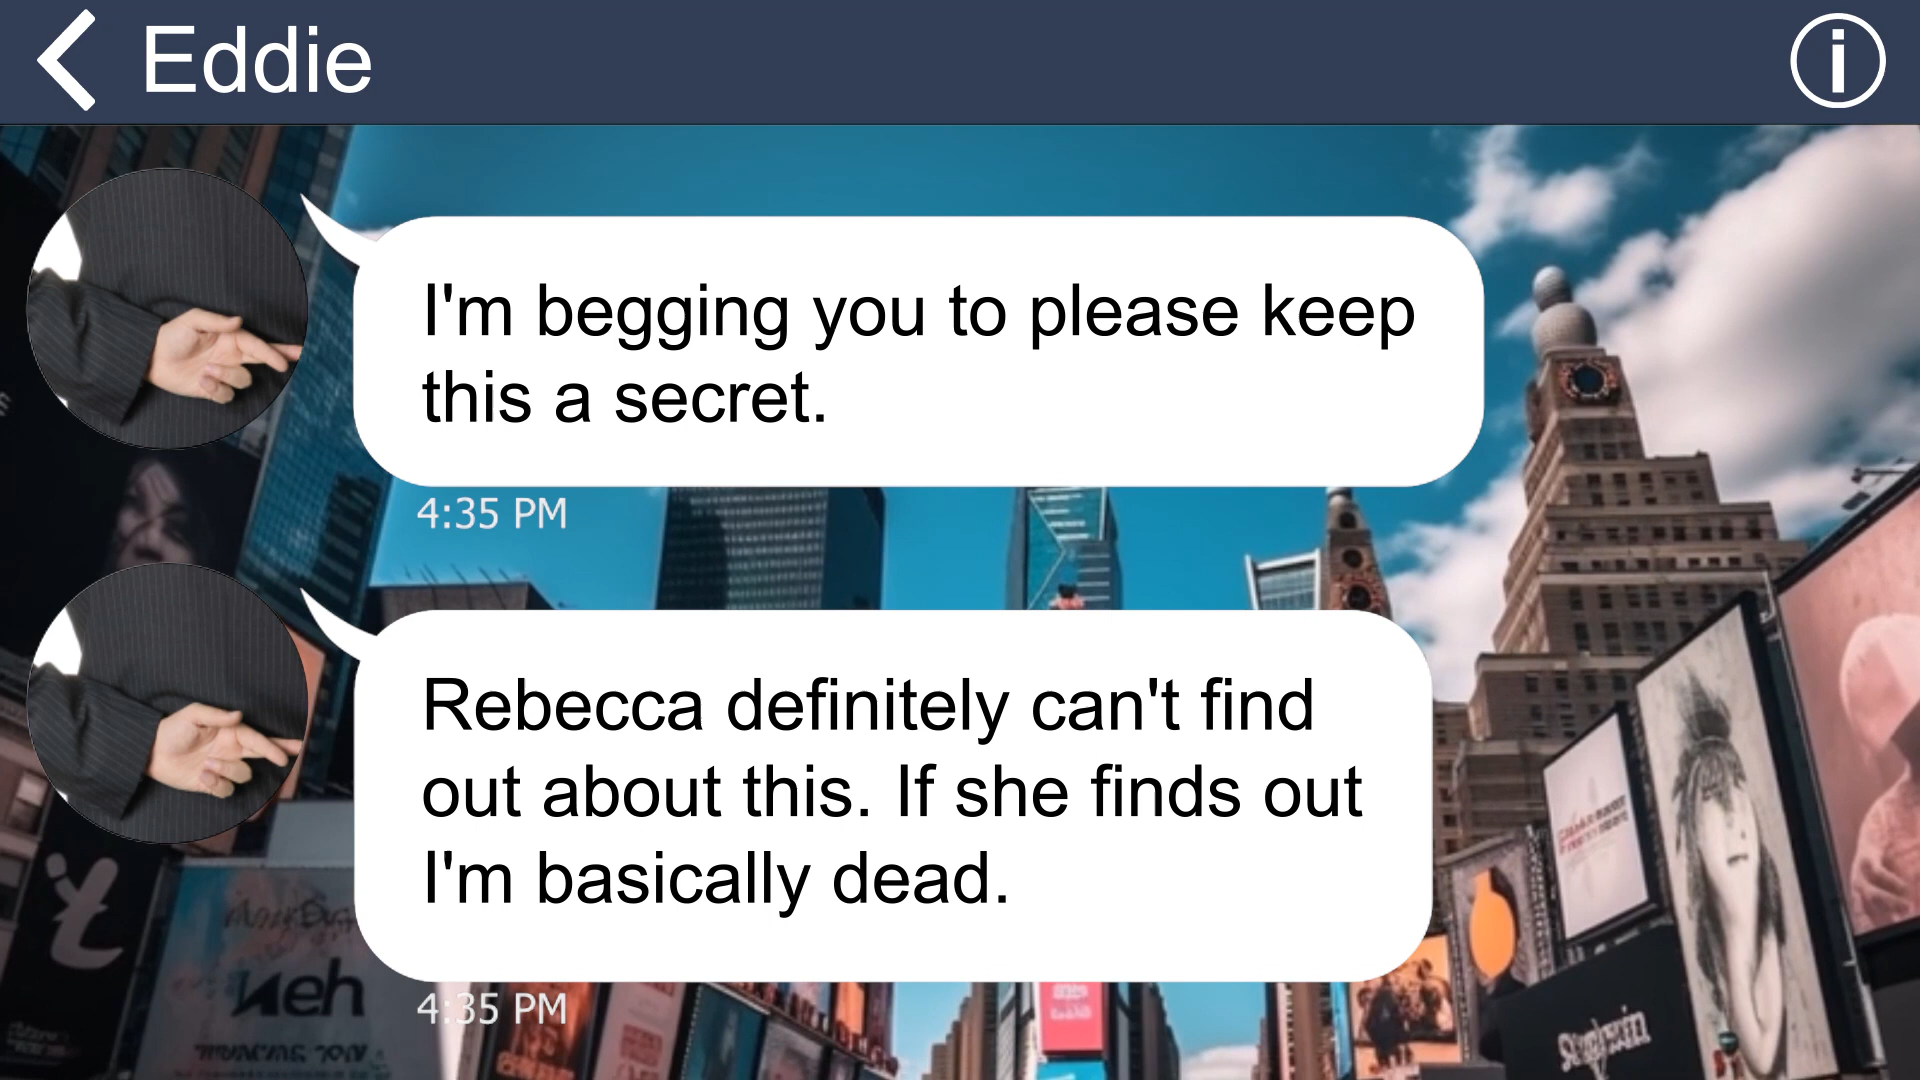 Eddie
I'm begging you to please keep
this a secret.
4:35 PM
Rebecca definitely can't find
out about this. If she finds out
I'm basically dead.
4:35 PM